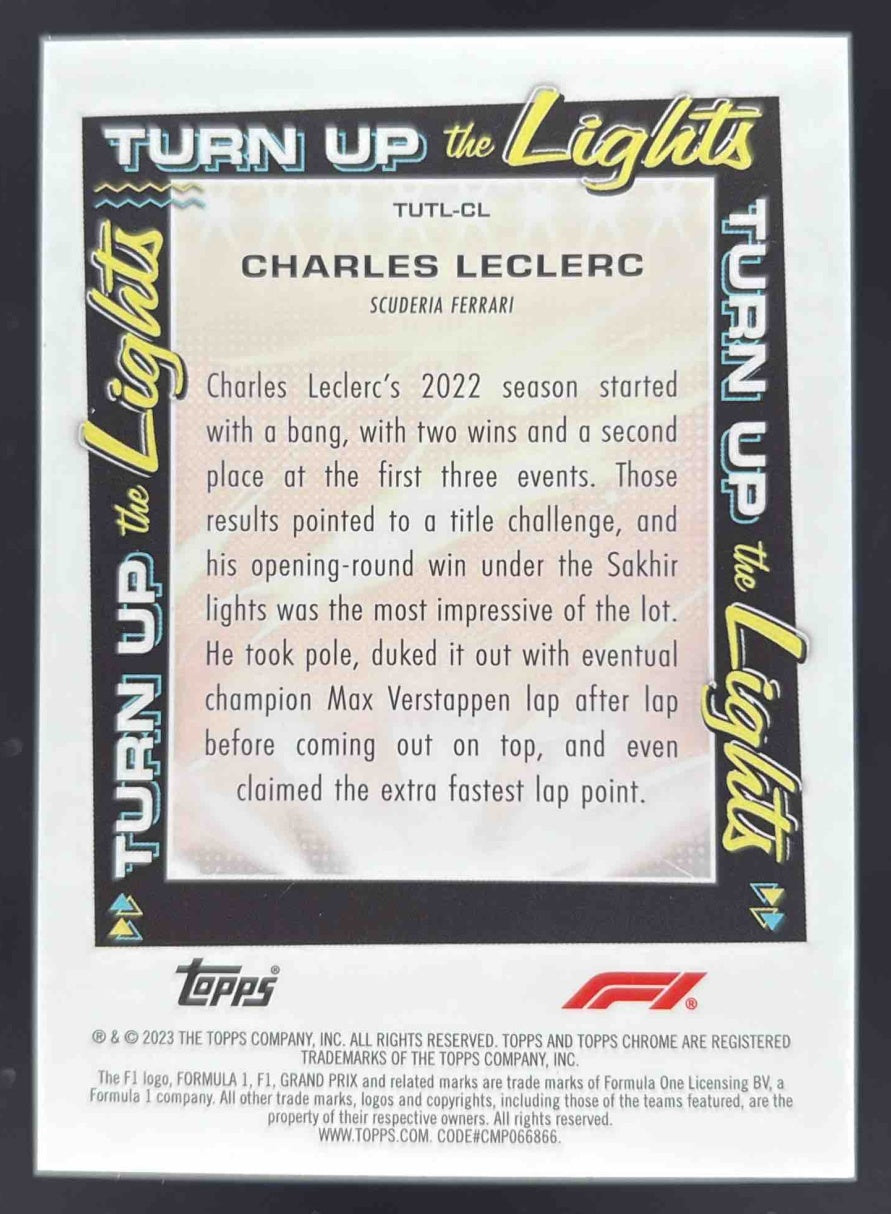 TURN UP the Lights
TURN UP the Lights
TURN UP the Lights
TUTL-CL
CHARLES LECLERC
SCUDERIA FERRARI
Charles Leclerc's 2022 season started
with a bang, with two wins and a second
place at the first three events. Those
results pointed to a title challenge, and
his opening-round win under the Sakhir
lights was the most impressive of the lot.
He took pole, duked it out with eventual
champion Max Verstappen lap after lap
before coming out on top, and even
claimed the extra fastest lap point.
Topps®
F1®
® & © 2023 THE TOPPS COMPANY, INC. ALL RIGHTS RESERVED. TOPPS AND TOPPS CHROME ARE REGISTERED
TRADEMARKS OF THE TOPPS COMPANY, INC.
The F1 logo, FORMULA 1, F1, GRAND PRIX and related marks are trade marks of Formula One Licensing BV, a
Formula 1 company. All other trade marks, logos and copyrights, including those of the teams featured, are the
property of their respective owners. All rights reserved.
WWW.TOPPS.COM. CODE#CMP066866.